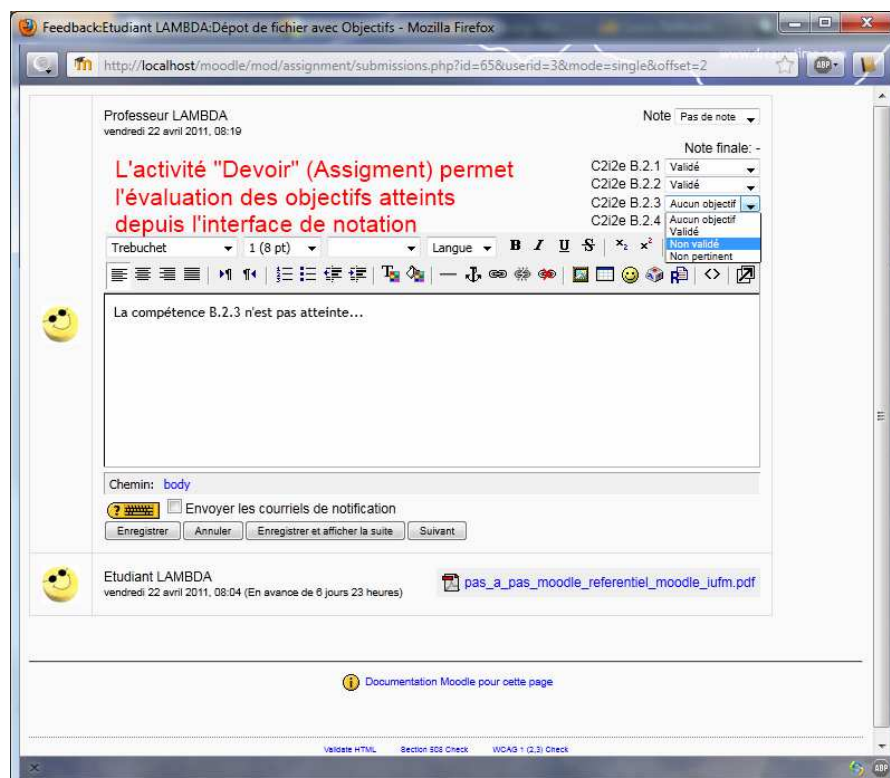 Feedback:Etudiant LAMBDA:Dépot de fichier avec Objectifs - Mozilla Firefox
http://localhost/moodle/mod/assignment/submissions.php?id=65&userid=3&mode=single&offset=2
ABP
Professeur LAMBDA
vendredi 22 avril 2011, 08:19
Note Pas de note
Note finale: -
L'activité "Devoir" (Assigment) permet
l'évaluation des objectifs atteints
depuis l'interface de notation
C2i2e B.2.1 Validé
C2i2e B.2.2 Validé
C2i2e B.2.3 Aucun objectif
C2i2e B.2.4 Aucun objectif
Validé
Non validé
Non pertinent
Trebuchet 1 (8 pt) Langue B I U S x₂ x²
La compétence B.2.3 n'est pas atteinte...
Chemin: body
Envoyer les courriels de notification
Enregistrer Annuler Enregistrer et afficher la suite Suivant
Etudiant LAMBDA
vendredi 22 avril 2011, 08:04 (En avance de 6 jours 23 heures)
pas_a_pas_moodle_referentiel_moodle_iufm.pdf
Documentation Moodle pour cette page
Validate HTML Section 508 Check WCAG 1 (2,3) Check
ABP